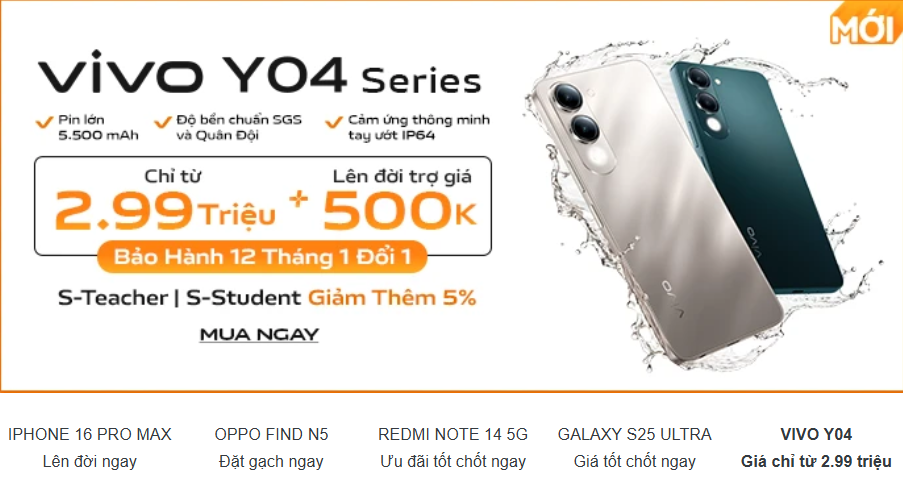 MỚI
vivo Y04 Series
Pin lớn
5.500 mAh
Độ bền chuẩn SGS
và Quân Đội
Cảm ứng thông minh
tay ướt IP64
Chỉ từ
2.99 Triệu
+
Lên đời trợ giá
500K
Bảo Hành 12 Tháng 1 Đổi 1
S-Teacher | S-Student Giảm Thêm 5%
MUA NGAY
vivo
vivo
IPHONE 16 PRO MAX
Lên đời ngay
OPPO FIND N5
Đặt gạch ngay
REDMI NOTE 14 5G
Ưu đãi tốt chốt ngay
GALAXY S25 ULTRA
Giá tốt chốt ngay
VIVO Y04
Giá chỉ từ 2.99 triệu